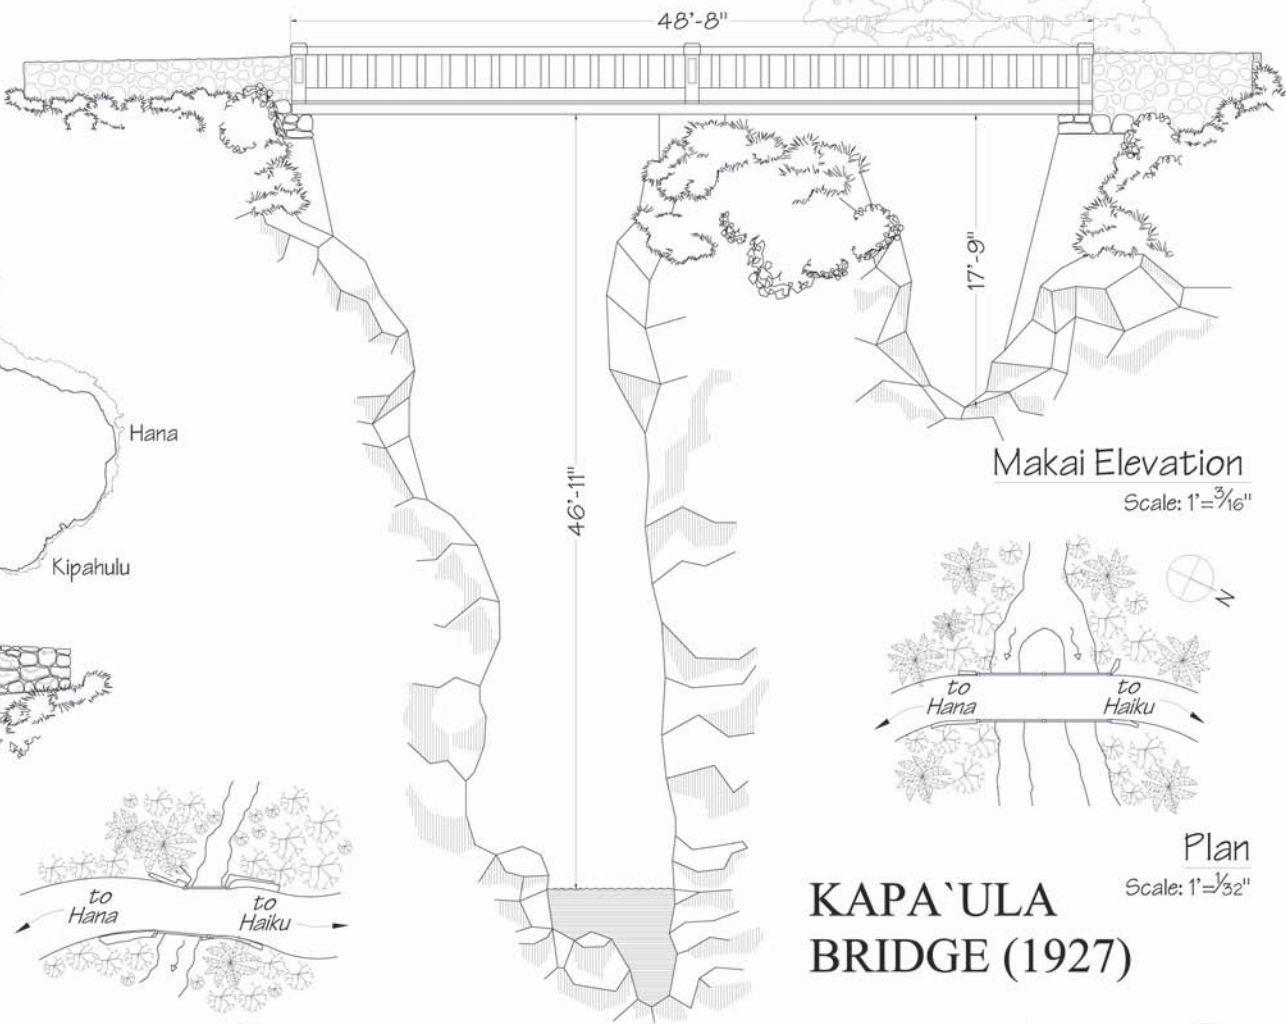 48'-8"
17'-9"
46'-11"
Hana
Kipahulu
Makai Elevation
Scale: 1'=3/16"
N
to
Hana
to
Haiku
Plan
Scale: 1'=1/32"
to
Hana
to
Haiku
KAPA`ULA
BRIDGE (1927)